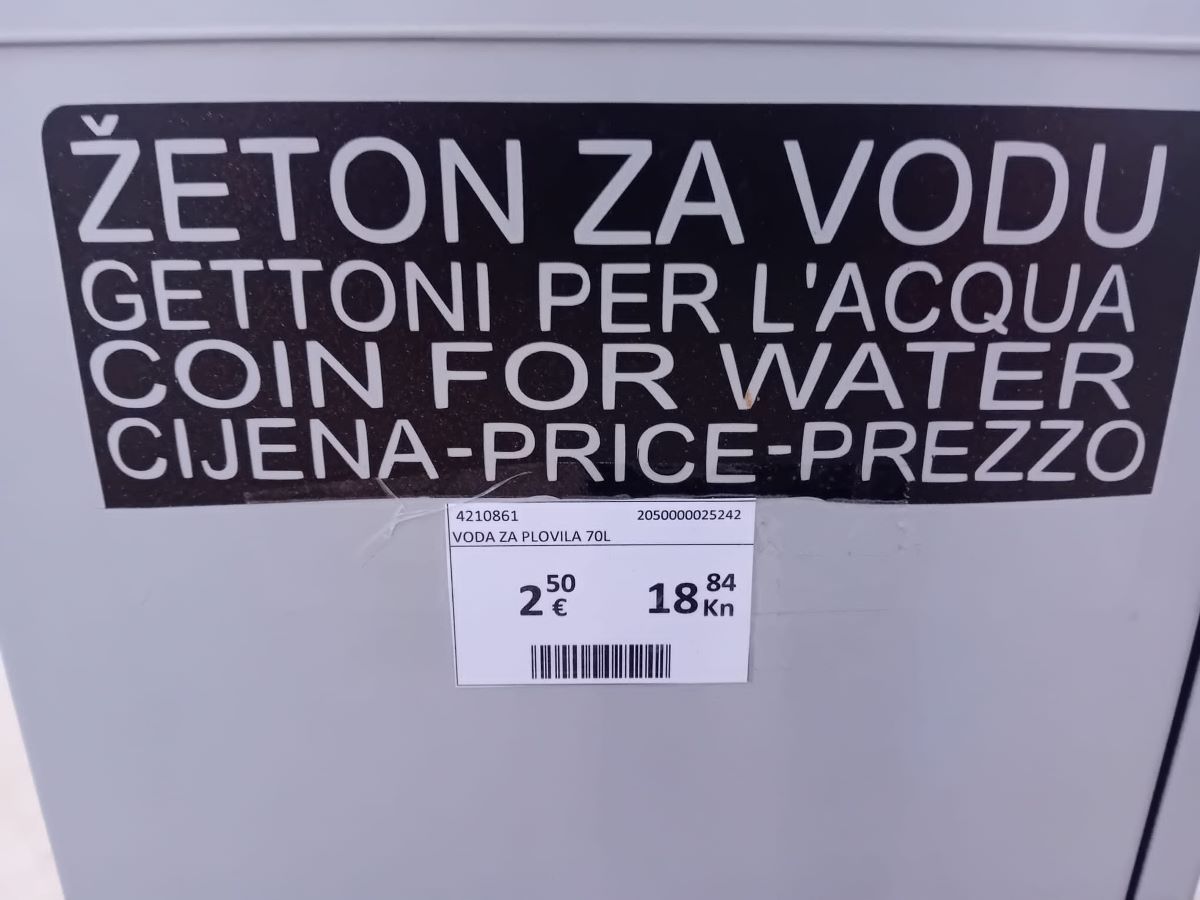 ŽETON ZA VODU
GETTONI PER L'ACQUA
COIN FOR WATER
CIJENA-PRICE-PREZZO
4210861 2050000025242
VODA ZA PLOVILA 70L
2 50 € 18 84 Kn